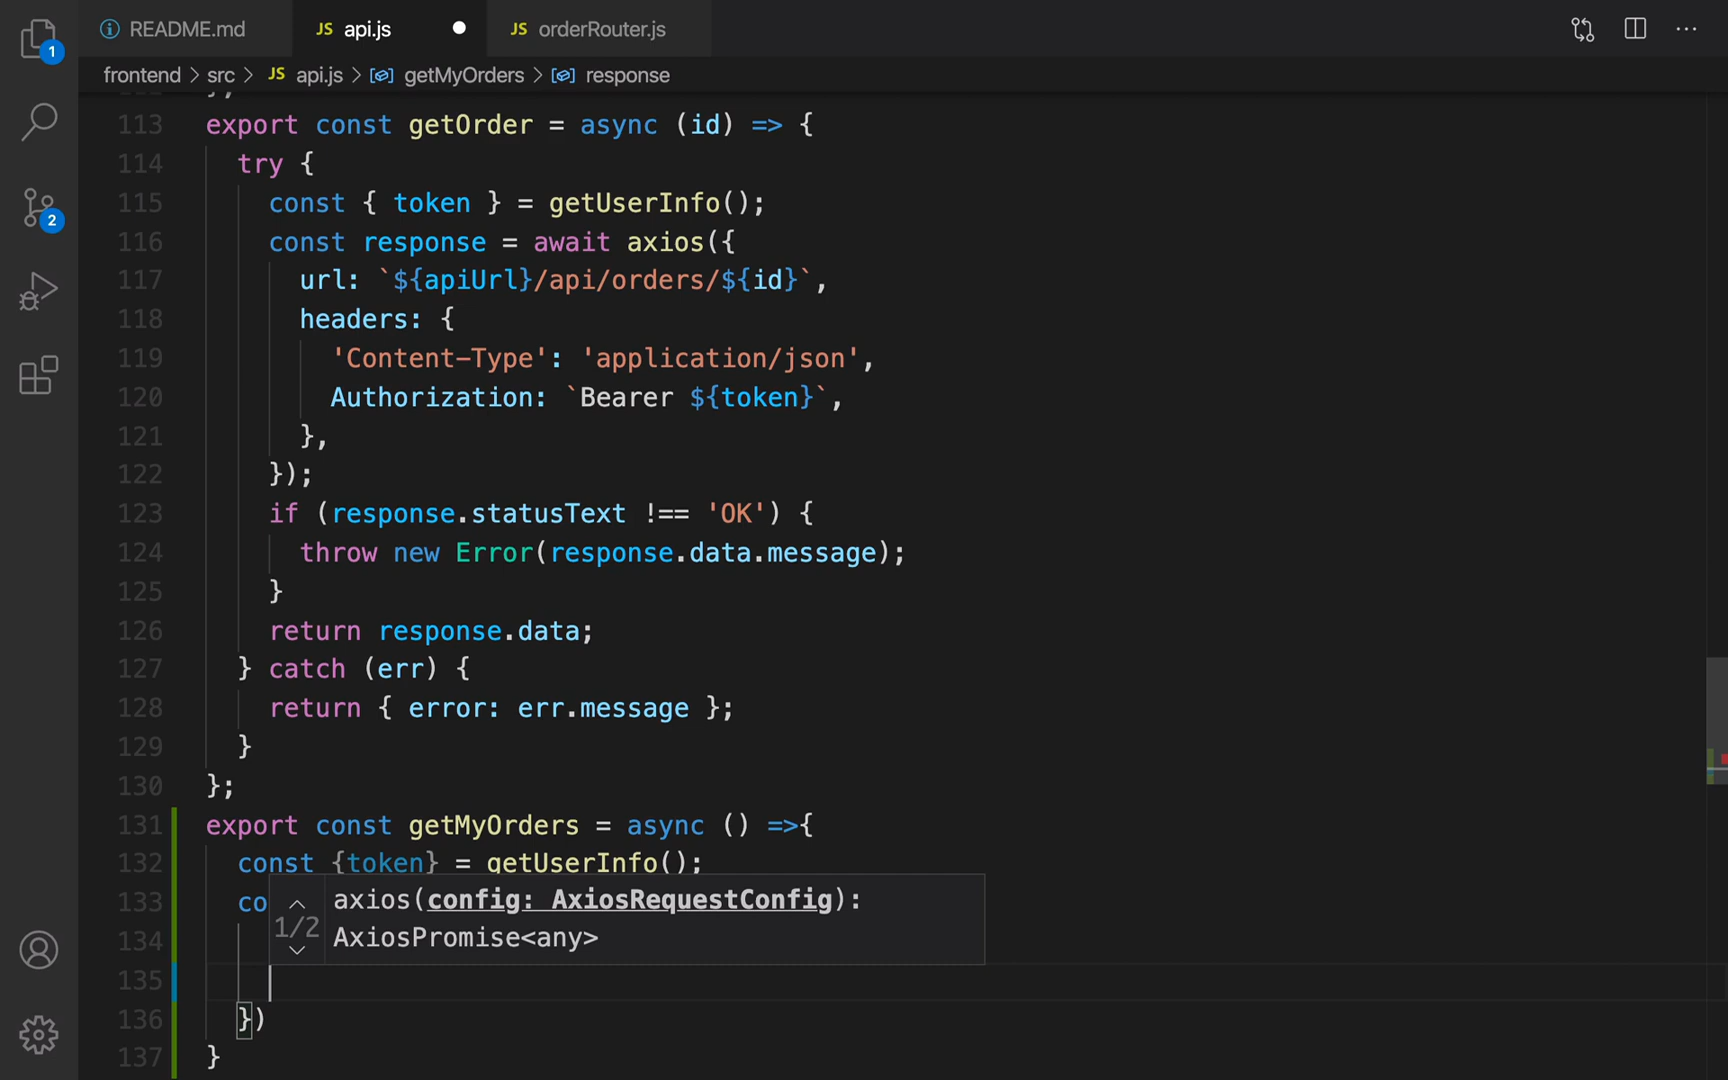 README.md
JS api.js
JS orderRouter.js
1
frontend > src > JS api.js > getMyOrders > response
2
113 export const getOrder = async (id) => {
114 try {
115 const { token } = getUserInfo();
116 const response = await axios({
117 url: `${apiUrl}/api/orders/${id}`,
118 headers: {
119 'Content-Type': 'application/json',
120 Authorization: `Bearer ${token}`,
121 },
122 });
123 if (response.statusText !== 'OK') {
124 throw new Error(response.data.message);
125 }
126 return response.data;
127 } catch (err) {
128 return { error: err.message };
129 }
130 };
131 export const getMyOrders = async () =>{
132 const {token} = getUserInfo();
133 co
axios(config: AxiosRequestConfig):
1/2
AxiosPromise<any>
134
135
136 })
137 }